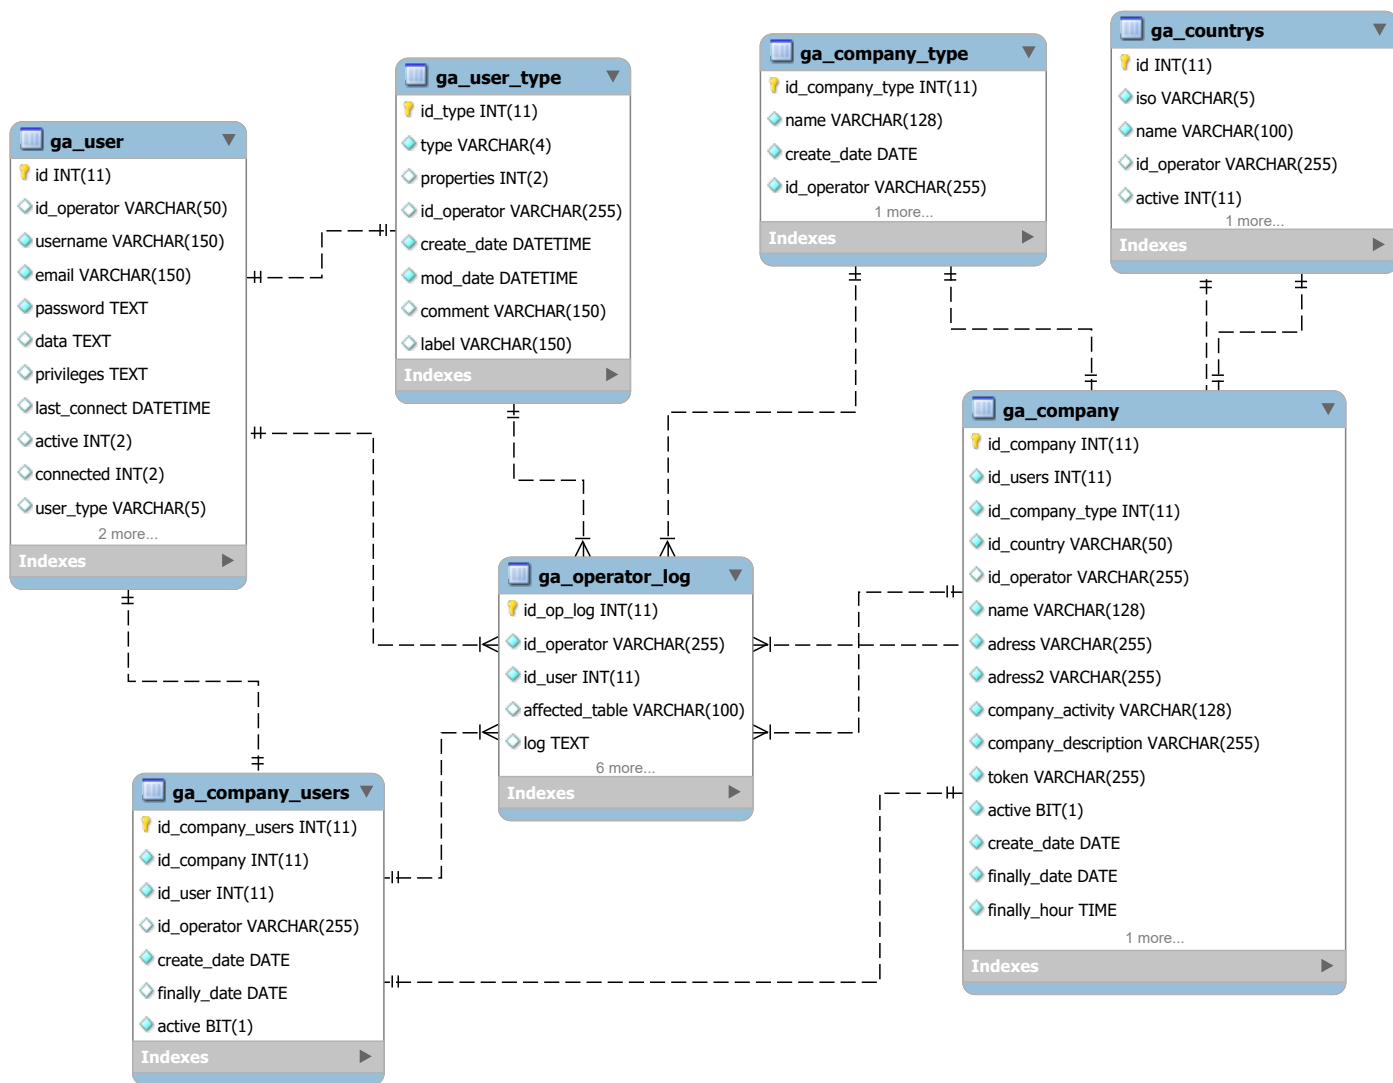 ga_user
id INT(11)
id_operator VARCHAR(50)
username VARCHAR(150)
email VARCHAR(150)
password TEXT
data TEXT
privileges TEXT
last_connect DATETIME
active INT(2)
connected INT(2)
user_type VARCHAR(5)
2 more...
Indexes
ga_user_type
id_type INT(11)
type VARCHAR(4)
properties INT(2)
id_operator VARCHAR(255)
create_date DATETIME
mod_date DATETIME
comment VARCHAR(150)
label VARCHAR(150)
Indexes
ga_company_type
id_company_type INT(11)
name VARCHAR(128)
create_date DATE
id_operator VARCHAR(255)
1 more...
Indexes
ga_countrys
id INT(11)
iso VARCHAR(5)
name VARCHAR(100)
id_operator VARCHAR(255)
active INT(11)
1 more...
Indexes
ga_company
id_company INT(11)
id_users INT(11)
id_company_type INT(11)
id_country VARCHAR(50)
id_operator VARCHAR(255)
name VARCHAR(128)
adress VARCHAR(255)
adress2 VARCHAR(255)
company_activity VARCHAR(128)
company_description VARCHAR(255)
token VARCHAR(255)
active BIT(1)
create_date DATE
finally_date DATE
finally_hour TIME
1 more...
Indexes
ga_operator_log
id_op_log INT(11)
id_operator VARCHAR(255)
id_user INT(11)
affected_table VARCHAR(100)
log TEXT
6 more...
Indexes
ga_company_users
id_company_users INT(11)
id_company INT(11)
id_user INT(11)
id_operator VARCHAR(255)
create_date DATE
finally_date DATE
active BIT(1)
Indexes